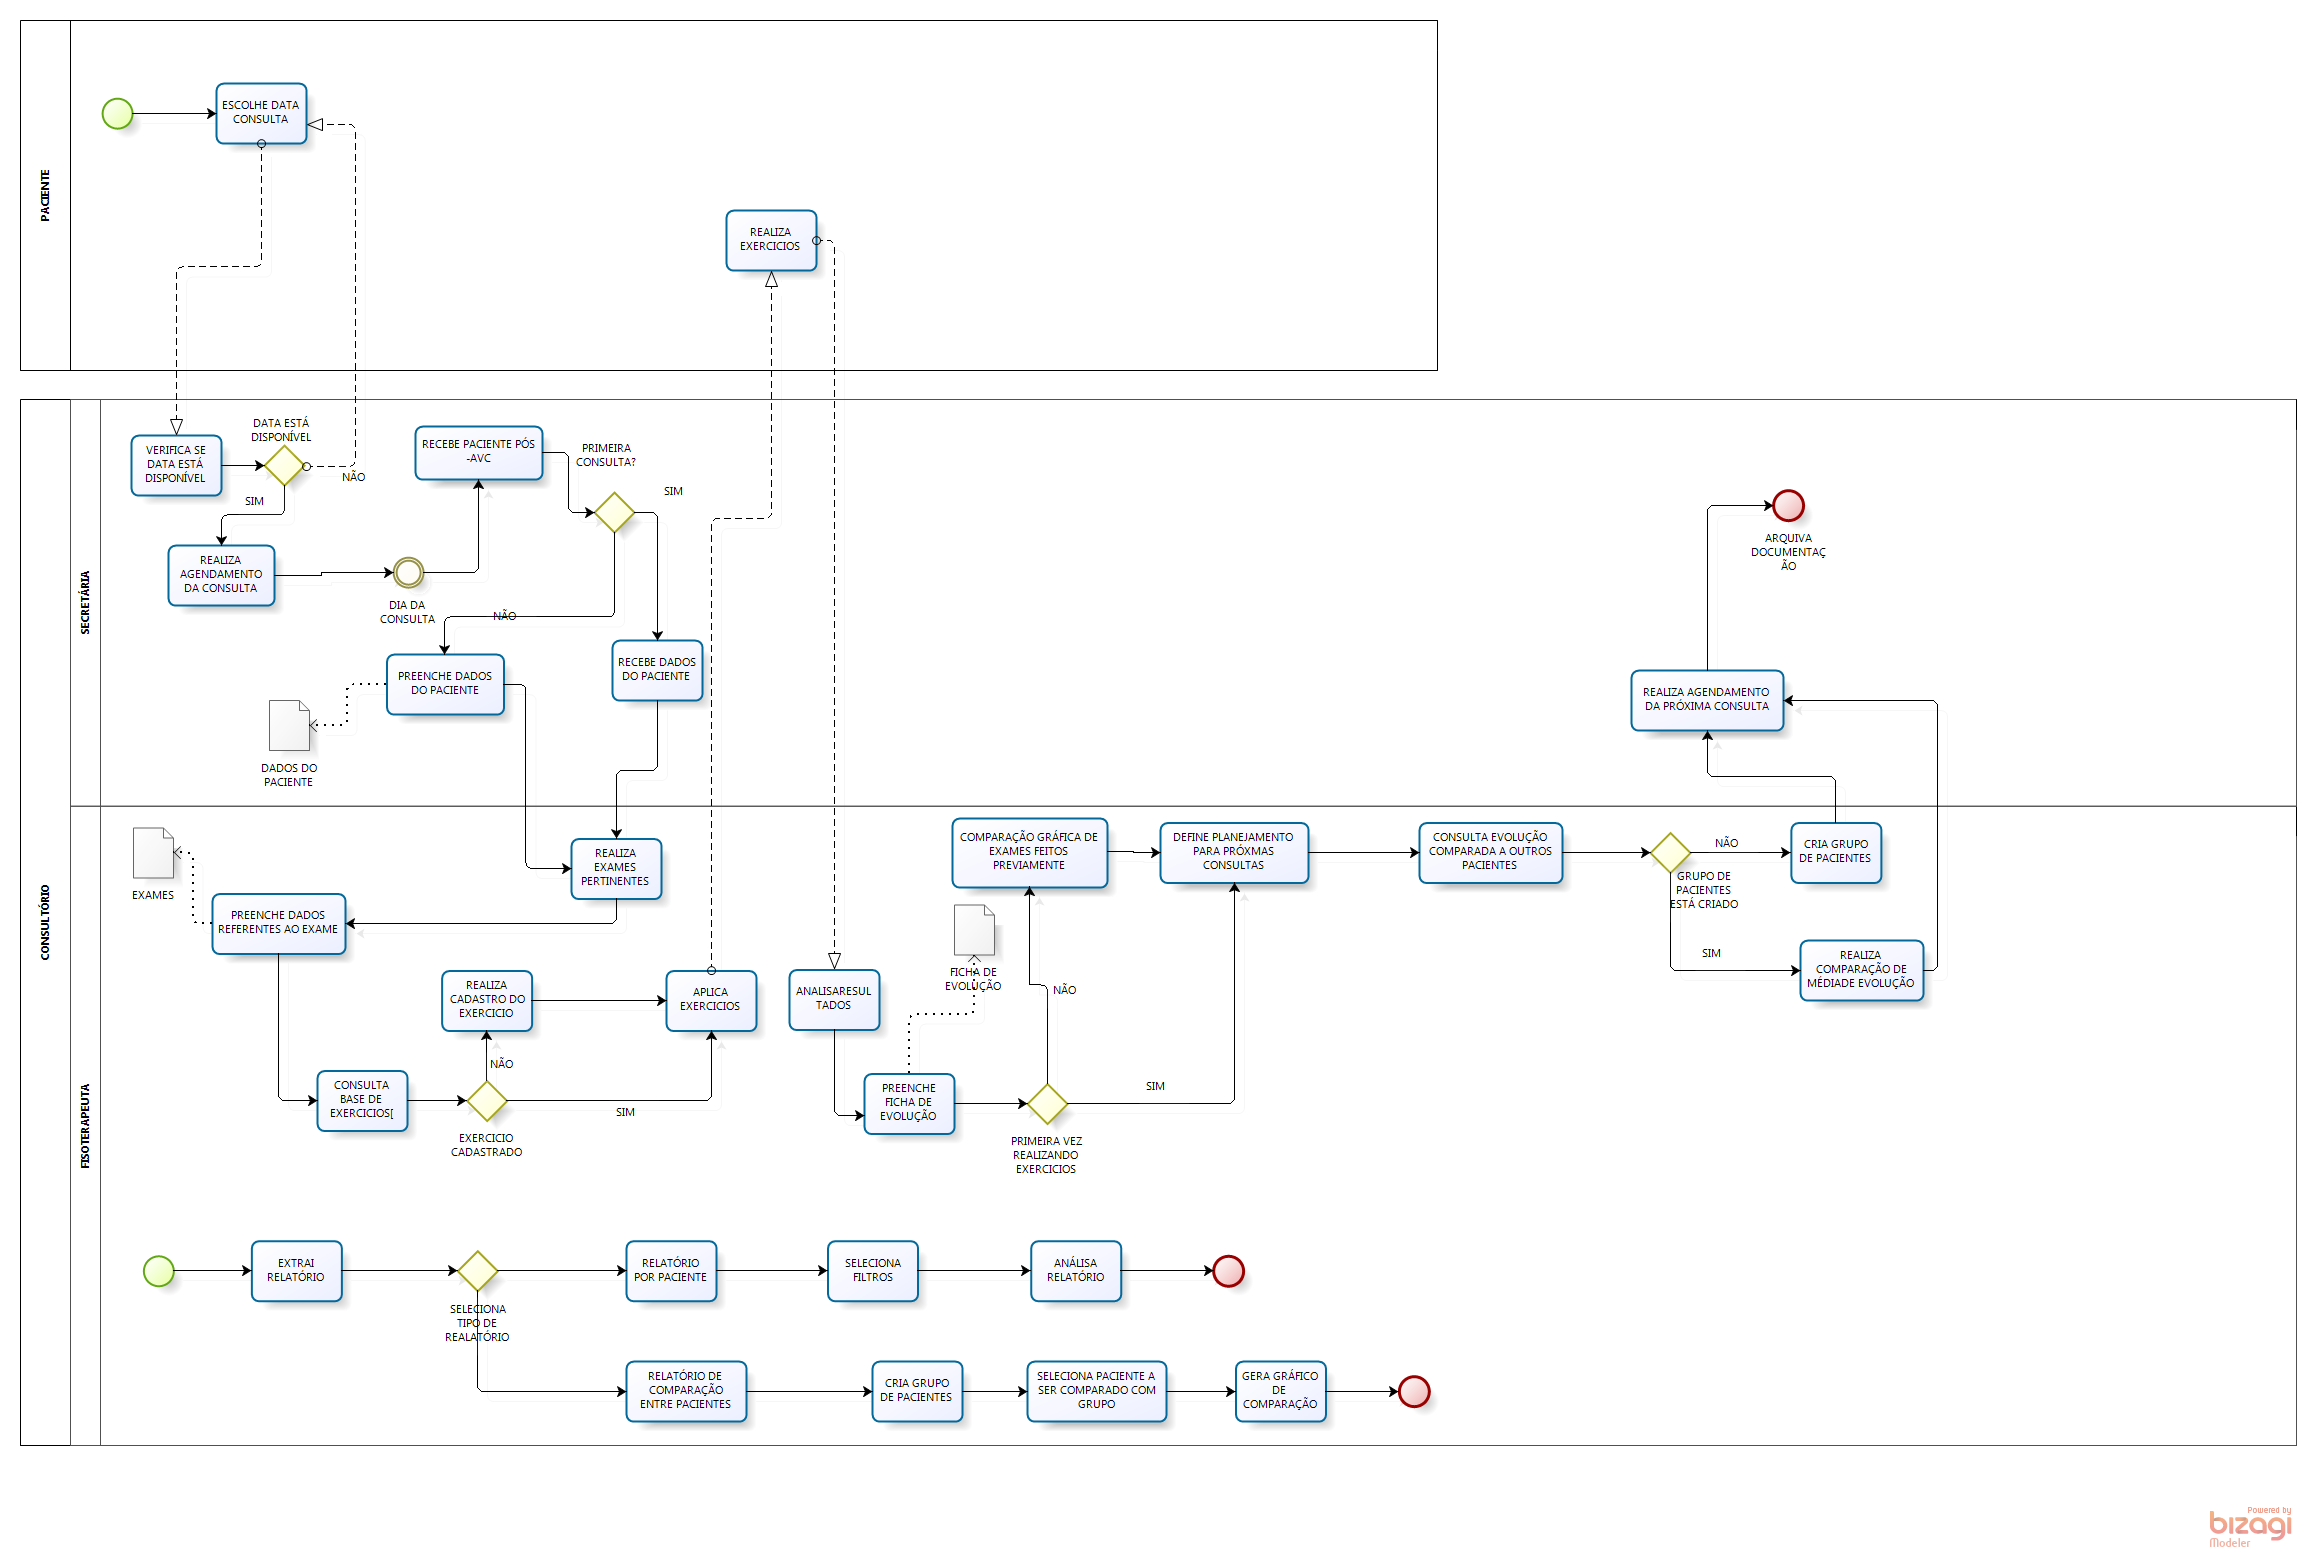 PACIENTE
ESCOLHE DATA
CONSULTA
REALIZA
EXERCICIOS
CONSULTÓRIO
SECRETÁRIA
VERIFICA SE
DATA ESTÁ
DISPONÍVEL
DATA ESTÁ
DISPONÍVEL
NÃO
SIM
REALIZA
AGENDAMENTO
DA CONSULTA
DIA DA
CONSULTA
RECEBE PACIENTE PÓS
-AVC
PRIMEIRA
CONSULTA?
SIM
NÃO
PREENCHE DADOS
DO PACIENTE
RECEBE DADOS
DO PACIENTE
DADOS DO
PACIENTE
ARQUIVA
DOCUMENTAÇ
ÃO
REALIZA AGENDAMENTO
DA PRÓXIMA CONSULTA
FISOTERAPEUTA
EXAMES
REALIZA
EXAMES
PERTINENTES
PREENCHE DADOS
REFERENTES AO EXAME
CONSULTA
BASE DE
EXERCICIOS[
EXERCICIO
CADASTRADO
NÃO
SIM
REALIZA
CADASTRO DO
EXERCICIO
APLICA
EXERCICIOS
ANALISARESUL
TADOS
PREENCHE
FICHA DE
EVOLUÇÃO
FICHA DE
EVOLUÇÃO
PRIMEIRA VEZ
REALIZANDO
EXERCICIOS
NÃO
SIM
COMPARAÇÃO GRÁFICA DE
EXAMES FEITOS
PREVIAMENTE
DEFINE PLANEJAMENTO
PARA PRÓXMAS
CONSULTAS
CONSULTA EVOLUÇÃO
COMPARADA A OUTROS
PACIENTES
GRUPO DE
PACIENTES
ESTÁ CRIADO
NÃO
SIM
CRIA GRUPO
DE PACIENTES
REALIZA
COMPARAÇÃO DE
MÉDIADE EVOLUÇÃO
EXTRAI
RELATÓRIO
SELECIONA
TIPO DE
REALATÓRIO
RELATÓRIO
POR PACIENTE
SELECIONA
FILTROS
ANÁLISA
RELATÓRIO
RELATÓRIO DE
COMPARAÇÃO
ENTRE PACIENTES
CRIA GRUPO
DE PACIENTES
SELECIONA PACIENTE A
SER COMPARADO COM
GRUPO
GERA GRÁFICO
DE
COMPARAÇÃO
Powered by
bizagi
Modeler